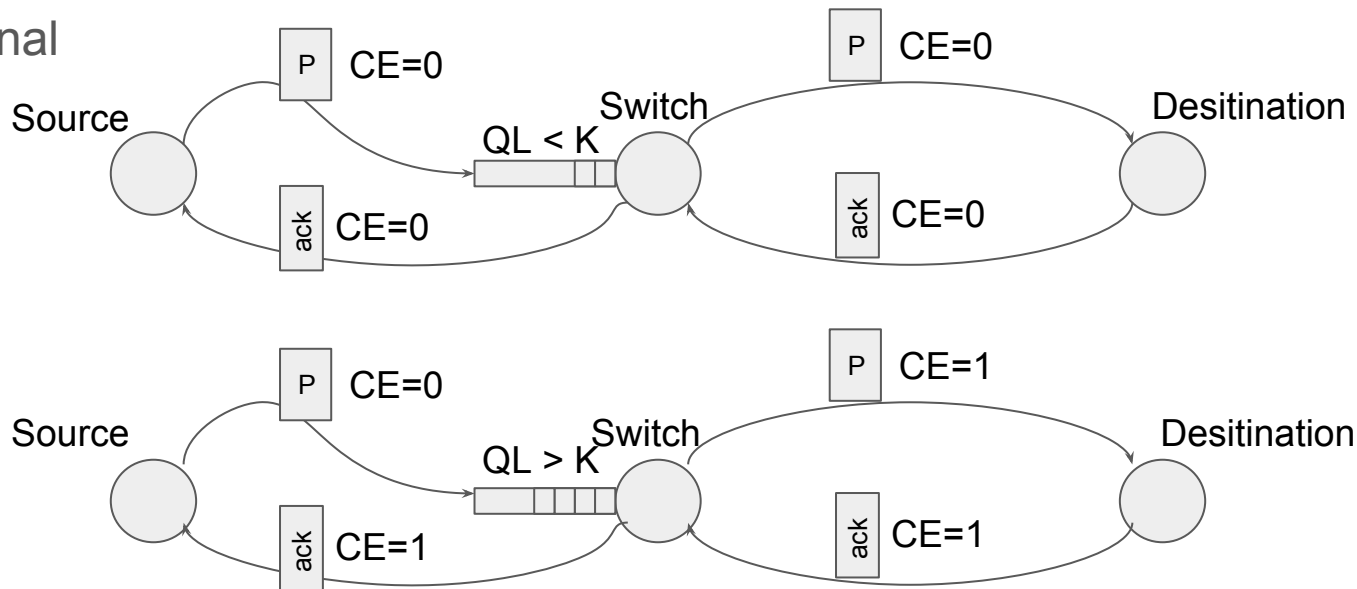 nal
P CE=0
P CE=0
Source
Switch
Desitination
QL < K
ack CE=0
ack CE=0
P CE=0
P CE=1
Source
Switch
Desitination
QL > K
ack CE=1
ack CE=1